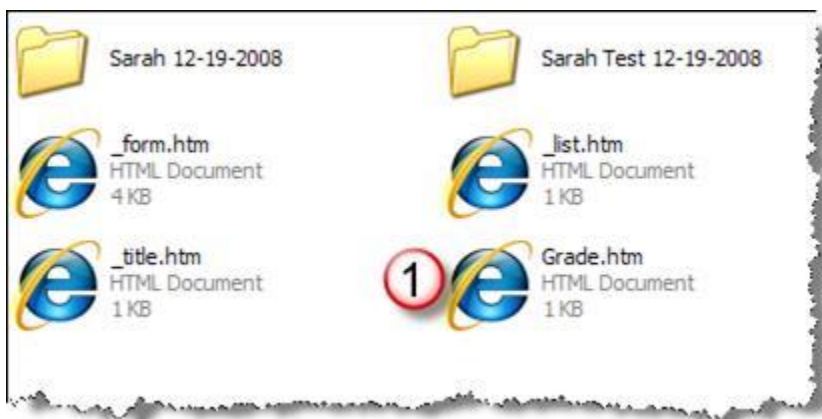 Sarah 12-19-2008
Sarah Test 12-19-2008
_form.htm
HTML Document
4 KB
_list.htm
HTML Document
1 KB
_title.htm
HTML Document
1 KB
1
Grade.htm
HTML Document
1 KB